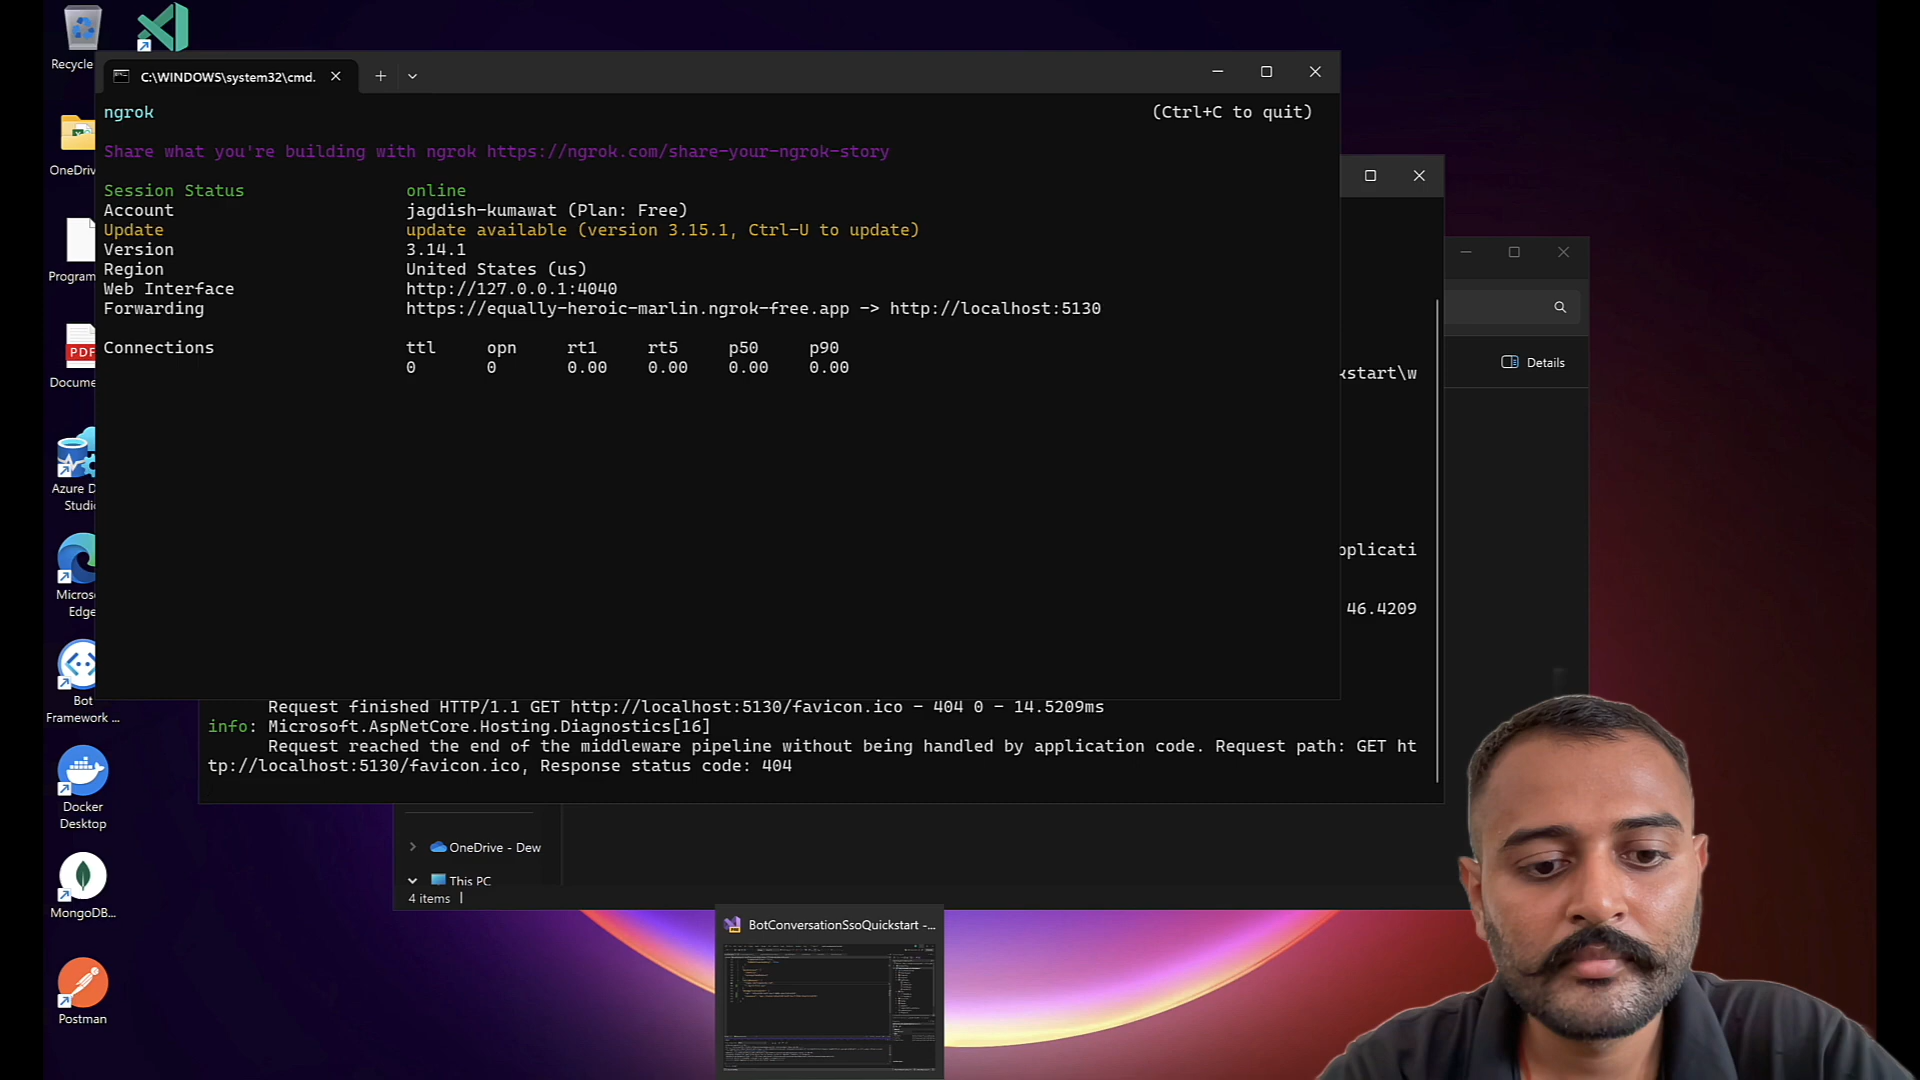 Recycle
C:\WINDOWS\system32\cmd.
ngrok
(Ctrl+C to quit)
Share what you're building with ngrok https://ngrok.com/share-your-ngrok-story
Session Status online
Account jagdish-kumawat (Plan: Free)
Update update available (version 3.15.1, Ctrl-U to update)
Version 3.14.1
Region United States (us)
Web Interface http://127.0.0.1:4040
Forwarding https://equally-heroic-marlin.ngrok-free.app -> http://localhost:5130
Connections ttl opn rt1 rt5 p50 p90
0 0 0.00 0.00 0.00 0.00
OneDriv
Program
PDF
Docume
Azure D
Studio
Micros
Edge
Bot
Framework ...
Docker
Desktop
MongoDB...
Postman
Details
kstart\w
pplicati
46.4209
Request finished HTTP/1.1 GET http://localhost:5130/favicon.ico - 404 0 - 14.5209ms
info: Microsoft.AspNetCore.Hosting.Diagnostics[16]
Request reached the end of the middleware pipeline without being handled by application code. Request path: GET ht
tp://localhost:5130/favicon.ico, Response status code: 404
OneDrive - Dew
This PC
4 items
BotConversationSsoQuickstart -...